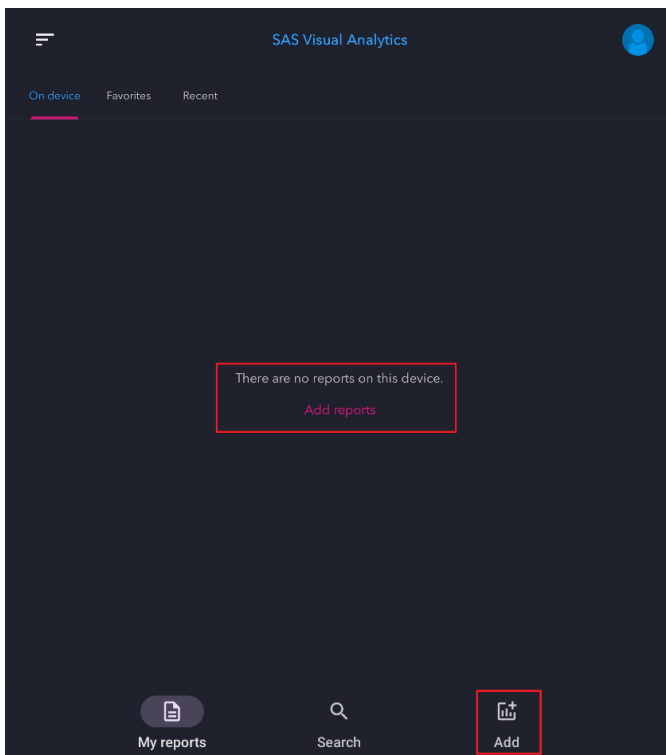 SAS Visual Analytics
On device Favorites Recent
There are no reports on this device.
Add reports
My reports Search Add